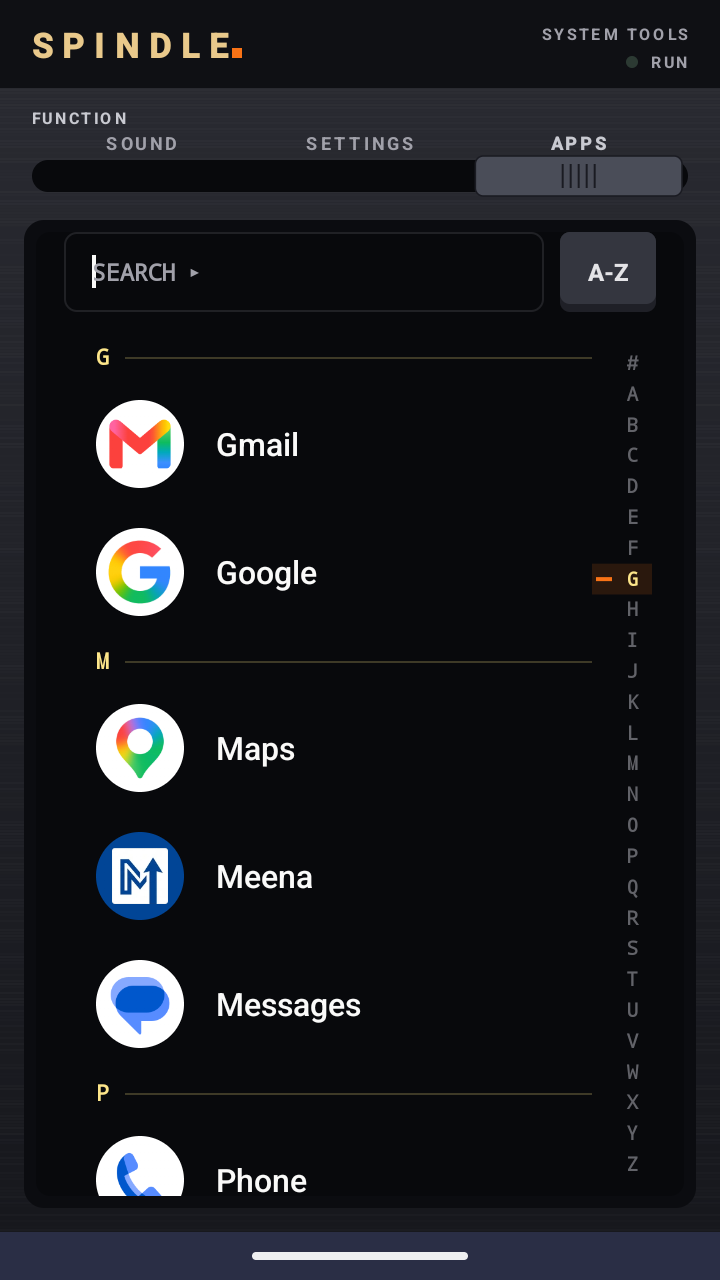 SPINDLE
SYSTEM TOOLS
RUN
FUNCTION
SOUND SETTINGS APPS
SEARCH ▸
A-Z
G
Gmail
Google
M
Maps
Meena
Messages
P
Phone
#
A
B
C
D
E
F
G
H
I
J
K
L
M
N
O
P
Q
R
S
T
U
V
W
X
Y
Z